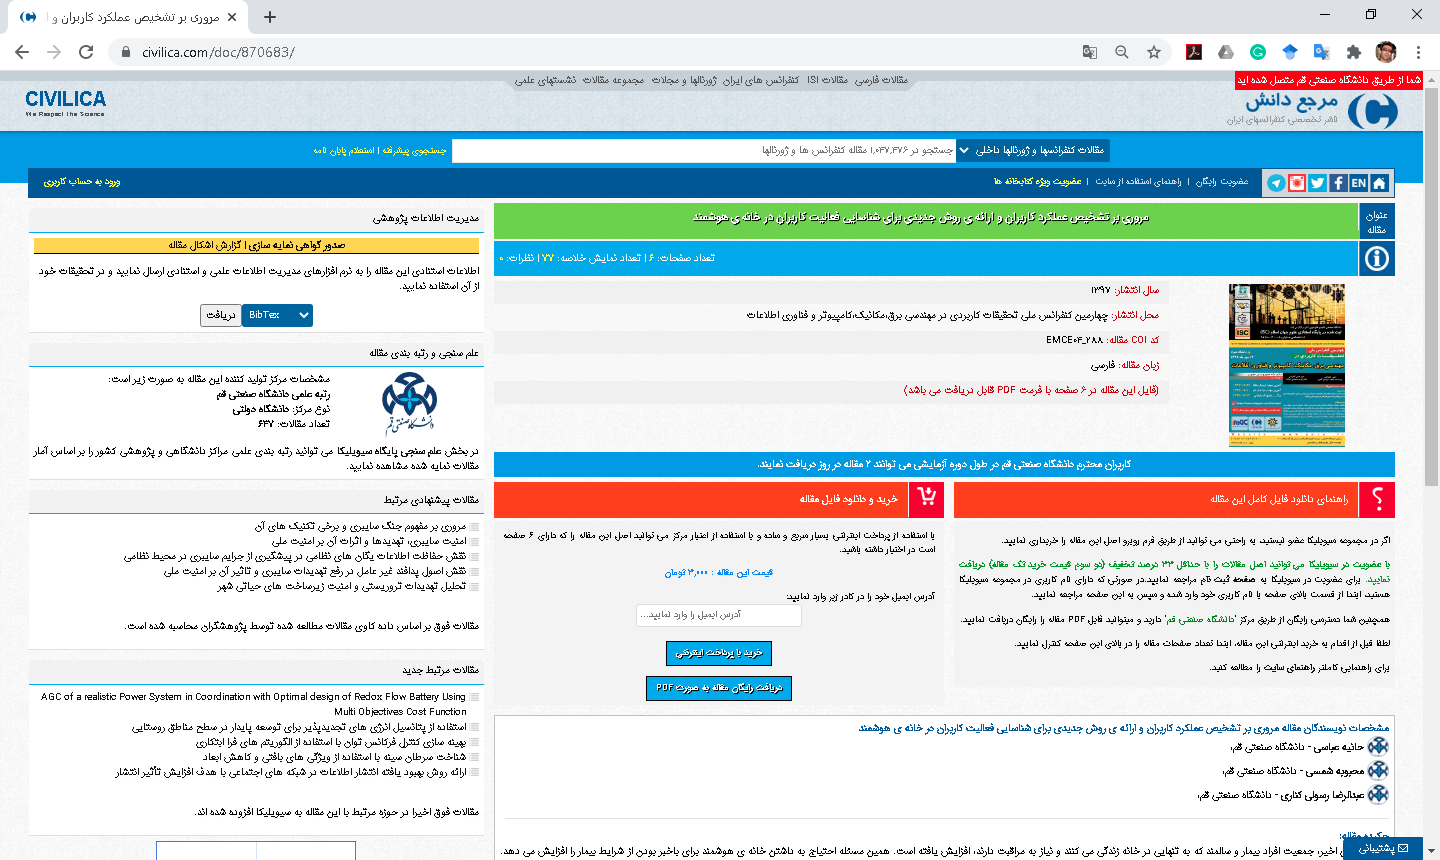 مروری بر تشخیص عملکرد کاربران و ا
civilica.com/doc/870683/
شما از طریق دانشگاه صنعتی قم متصل شده اید
مقالات فارسی مقالات ISI کنفرانس های ایران ژورنالها و مجلات مجموعه مقالات نشستهای علمی
CIVILICA
We Respect the Science
مرجع دانش
ناشر تخصصی کنفرانسهای ایران
مقالات کنفرانسها و ژورنالها داخلی
جستجو در ۱,۰۴۷,۴۷۶ مقاله کنفرانس ها و ژورنالها
جستجوی پیشرفته | استعلام پایان نامه
EN
عضویت رایگان | راهنمای استفاده از سایت | عضویت ویژه کتابخانه ها
ورود به حساب کاربری
عنوان مقاله
مروری بر تشخیص عملکرد کاربران و ارائه ی روش جدیدی برای شناسایی فعالیت کاربران در خانه ی هوشمند
تعداد صفحات: ۶ | تعداد نمایش خلاصه: ۷۷ | نظرات: ۰
سال انتشار: ۱۳۹۷
محل انتشار: چهارمین کنفرانس ملی تحقیقات کاربردی در مهندسی برق،مکانیک،کامپیوتر و فناوری اطلاعات
کد COI مقاله: EMCE04_288
زبان مقاله: فارسی
(فایل این مقاله در ۶ صفحه با فرمت PDF قابل دریافت می باشد)
کاربران محترم دانشگاه صنعتی قم در طول دوره آزمایشی می توانند ۲ مقاله در روز دریافت نمایند.
راهنمای دانلود فایل کامل این مقاله
اگر در مجموعه سیویلیکا عضو نیستید، به راحتی می توانید از طریق فرم روبرو اصل این مقاله را خریداری نمایید.
با عضویت در سیویلیکا می توانید اصل مقالات را با حداقل ۳۳ درصد تخفیف (دو سوم قیمت خرید تک مقاله) دریافت
نمایید. برای عضویت در سیویلیکا به صفحه ثبت نام مراجعه نمایید.در صورتی که دارای نام کاربری در مجموعه سیویلیکا
هستید، ابتدا از قسمت بالای صفحه با نام کاربری خود وارد شده و سپس به این صفحه مراجعه نمایید.
همچنین شما دسترسی رایگان از طریق مرکز 'دانشگاه صنعتی قم' دارید و میتوانید فایل PDF مقاله را رایگان دریافت نمایید.
لطفا قبل از اقدام به خرید اینترنتی این مقاله، ابتدا تعداد صفحات مقاله را در بالای این صفحه کنترل نمایید.
برای راهنمایی کاملتر راهنمای سایت را مطالعه کنید.
خرید و دانلود فایل مقاله
با استفاده از پرداخت اینترنتی بسیار سریع و ساده و با استفاده از اعتبار مرکز می توانید اصل این مقاله را که دارای ۶ صفحه
است در اختیار داشته باشید.
قیمت این مقاله : ۳,۰۰۰ تومان
آدرس ایمیل خود را در کادر زیر وارد نمایید:
آدرس ایمیل را وارد نمایید...
خرید با پرداخت اینترنتی
دریافت رایگان مقاله به صورت PDF
مشخصات نویسندگان مقاله مروری بر تشخیص عملکرد کاربران و ارائه ی روش جدیدی برای شناسایی فعالیت کاربران در خانه ی هوشمند
حانیه عباسی - دانشگاه صنعتی قم،
محبوبه شمسی - دانشگاه صنعتی قم،
عبدالرضا رسولی کناری - دانشگاه صنعتی قم،
چکیده مقاله:
اخیر، جمعیت افراد بیمار و سالمند که به تنهایی در خانه زندگی می کنند و نیاز به مراقبت دارند، افزایش یافته است. همین مسئله احتیاج به داشتن خانه ی هوشمند برای باخبر بودن از شرایط بیمار را افزایش می دهد.
پشتیبانی
مدیریت اطلاعات پژوهشی
صدور گواهی نمایه سازی | گزارش اشکال مقاله
اطلاعات استنادی این مقاله را به نرم افزارهای مدیریت اطلاعات علمی و استنادی ارسال نمایید و در تحقیقات خود
از آن استفاده نمایید.
BibTex دریافت
علم سنجی و رتبه بندی مقاله
مشخصات مرکز تولید کننده این مقاله به صورت زیر است:
رتبه علمی دانشگاه صنعتی قم
نوع مرکز: دانشگاه دولتی
تعداد مقالات: ۶۴۷
در بخش علم سنجی پایگاه سیویلیکا می توانید رتبه بندی علمی مراکز دانشگاهی و پژوهشی کشور را بر اساس آمار
مقالات نمایه شده مشاهده نمایید.
مقالات پیشنهادی مرتبط
مروری بر مفهوم جنگ سایبری و برخی تکنیک های آن
امنیت سایبری، تهدیدها و اثرات آن بر امنیت ملی
نقش حفاظت اطلاعات یگان های نظامی در پیشگیری از جرایم سایبری در محیط نظامی
نقش اصول پدافند غیر عامل در رفع تهدیدات سایبری و تاثیر آن بر امنیت ملی
تحلیل تهدیدات تروریستی و امنیت زیرساخت های حیاتی شهر
مقالات فوق بر اساس داده کاوی مقالات مطالعه شده توسط پژوهشگران محاسبه شده است.
مقالات مرتبط جدید
AGC of a realistic Power System in Coordination with Optimal design of Redox Flow Battery Using
Multi Objectives Cost Function
استفاده از پتانسیل انرژی های تجدیدپذیر برای توسعه پایدار در سطح مناطق روستایی
بهینه سازی کنترل فرکانس توان با استفاده از الگوریتم های فرا ابتکاری
شناخت سرطان سینه با استفاده از ویژگی های بافتی و کاهش ابعاد
ارائه روش بهبود یافته انتشار اطلاعات در شبکه های اجتماعی با هدف افزایش تأثیر انتشار
مقالات فوق اخیرا در حوزه مرتبط با این مقاله به سیویلیکا افزوده شده اند.